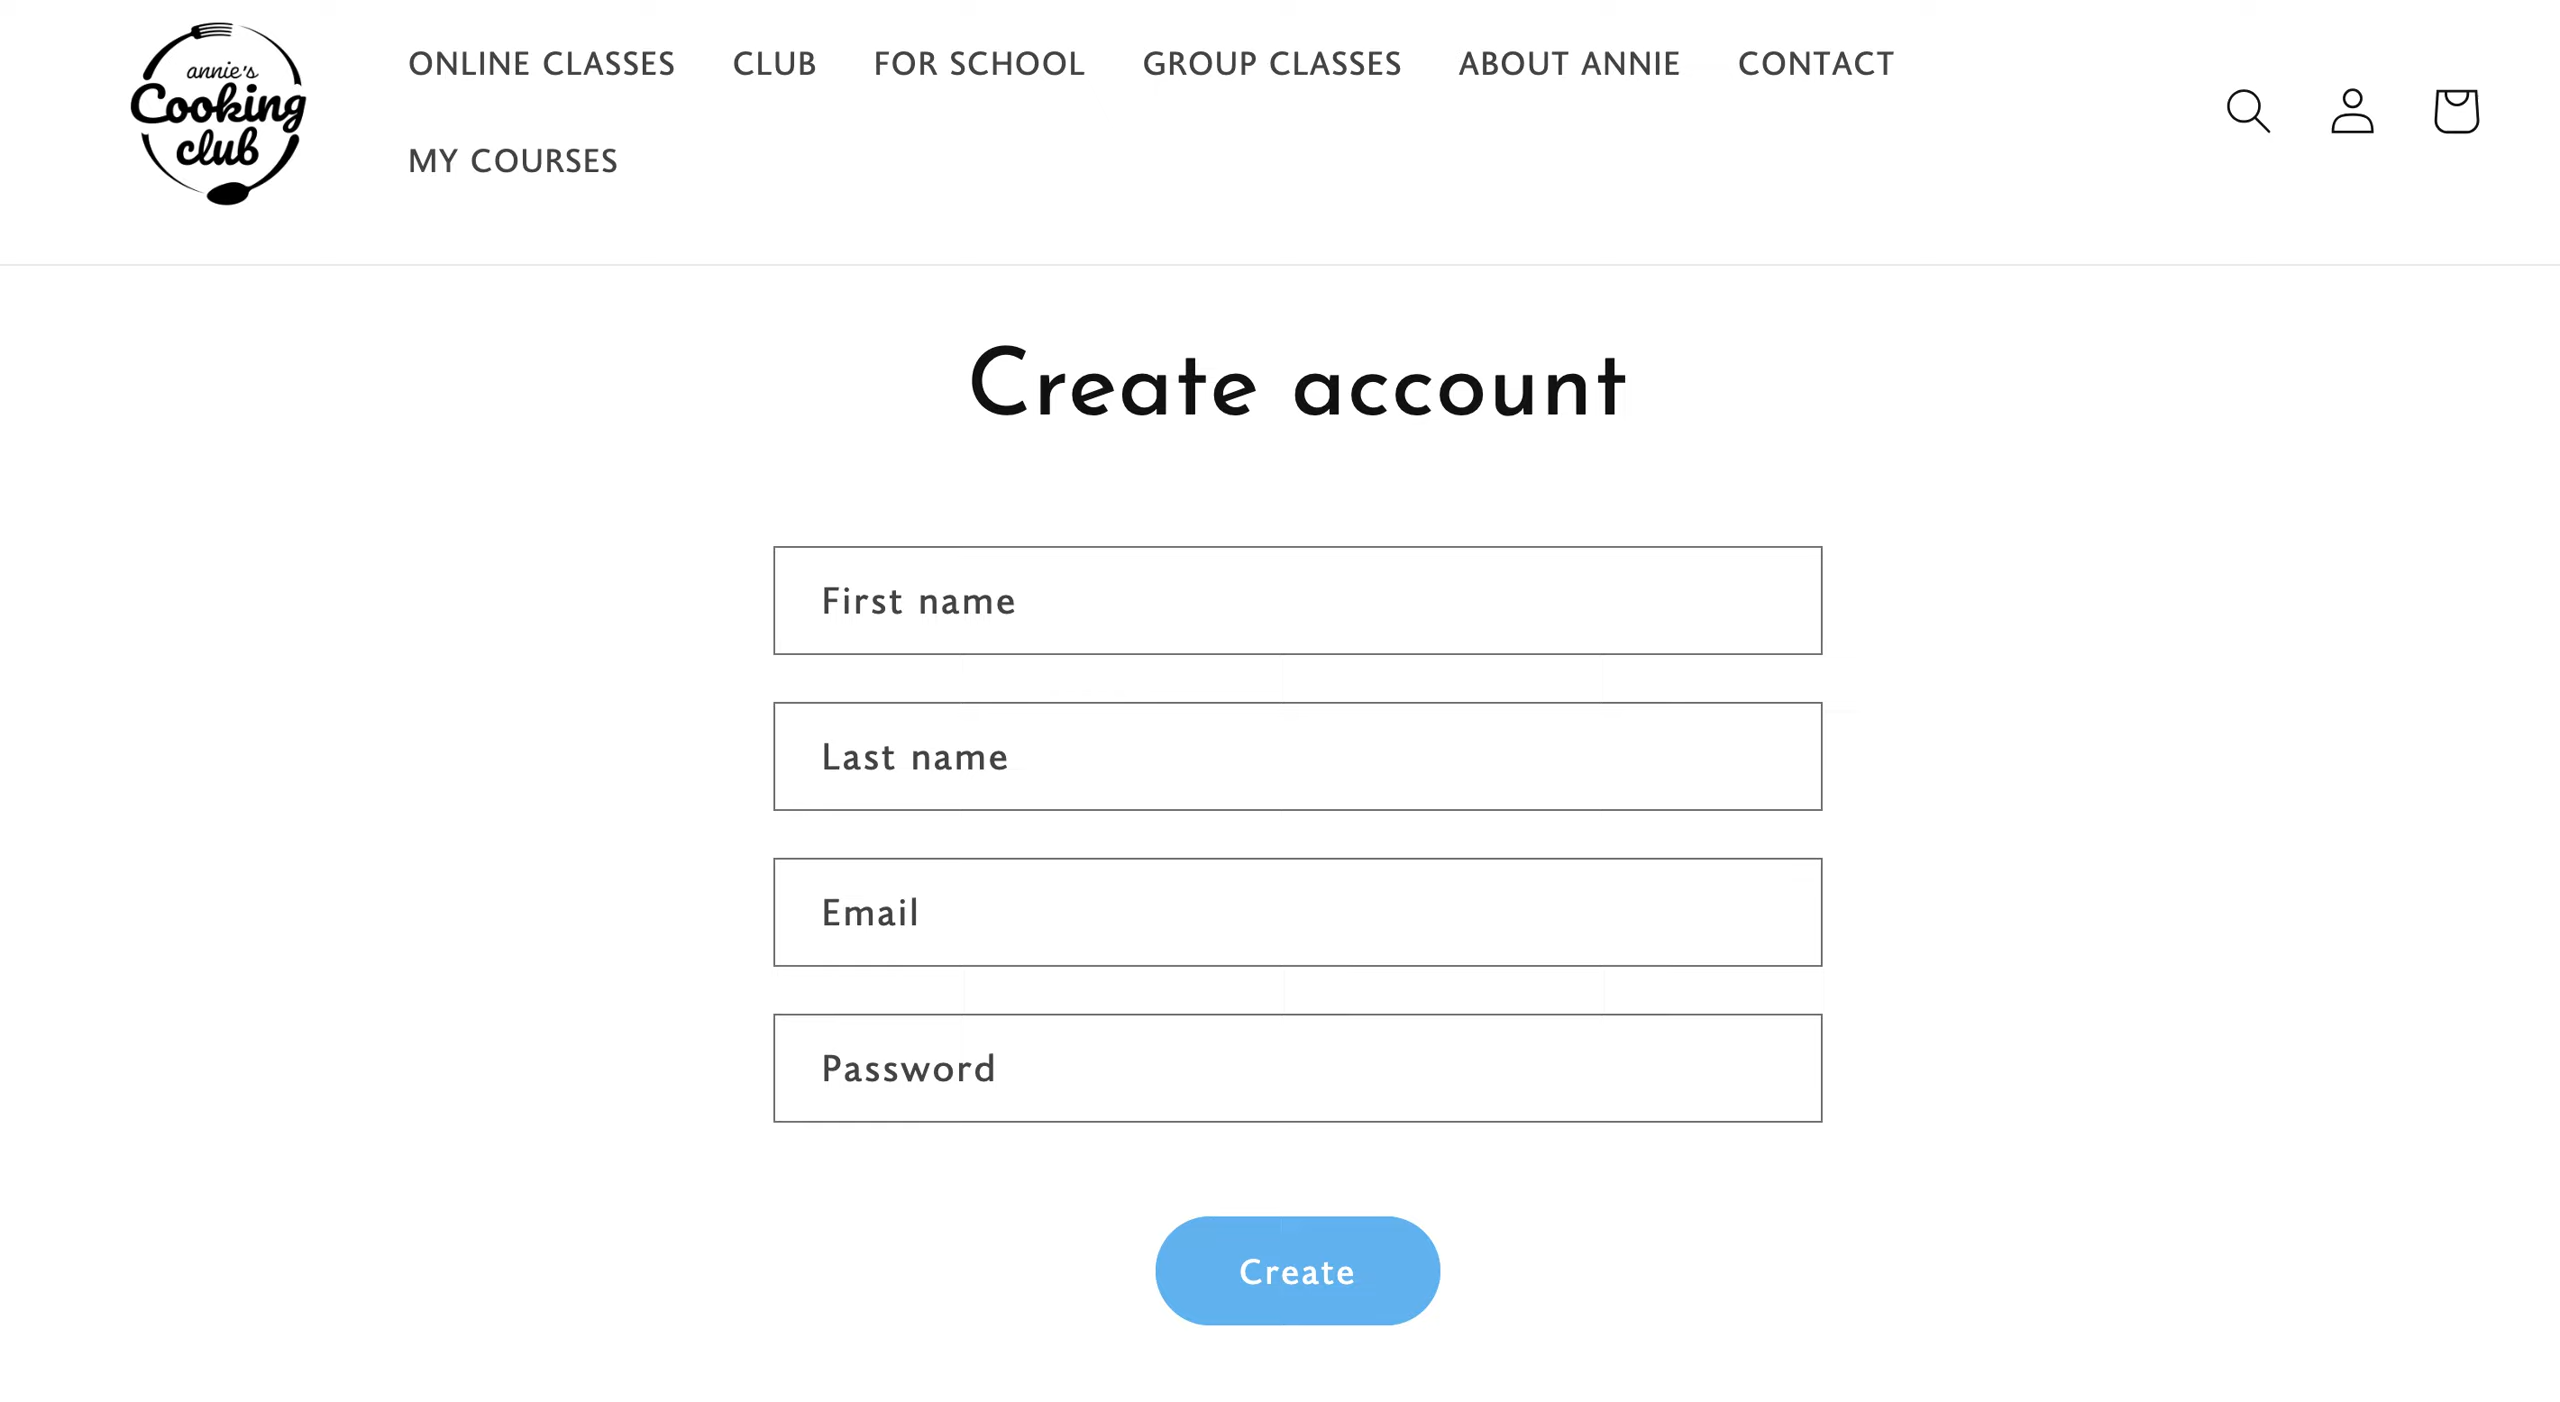 annie's
Cooking
club
ONLINE CLASSES CLUB FOR SCHOOL GROUP CLASSES ABOUT ANNIE CONTACT
MY COURSES
Create account
First name
Last name
Email
Password
Create